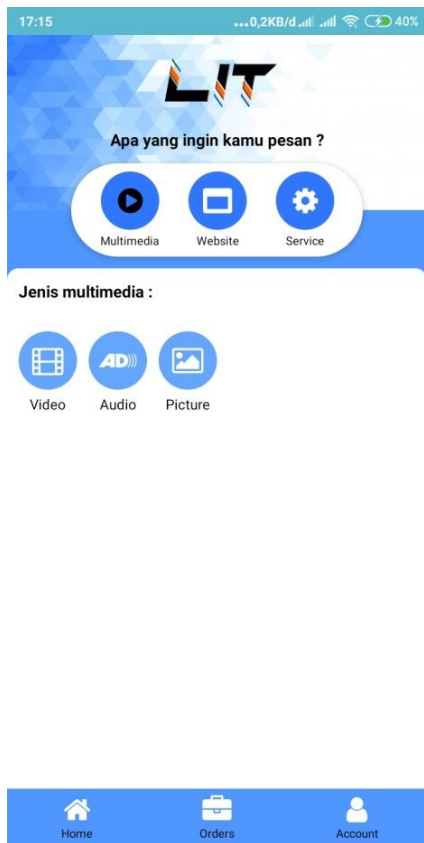 17:15 ...0,2KB/d 40%
LIT
Apa yang ingin kamu pesan ?
Multimedia Website Service
Jenis multimedia :
AD
Video Audio Picture
Home Orders Account